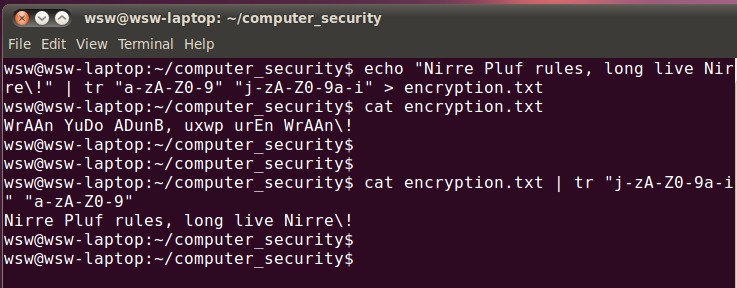 wsw@wsw-laptop: ~/computer_security
File Edit View Terminal Help
wsw@wsw-laptop:~/computer_security$ echo "Nirre Pluf rules, long live Nir
re\!" | tr "a-zA-Z0-9" "j-zA-Z0-9a-i" > encryption.txt
wsw@wsw-laptop:~/computer_security$ cat encryption.txt
WrAAn YuDo ADunB, uxwp urEn WrAAn\!
wsw@wsw-laptop:~/computer_security$
wsw@wsw-laptop:~/computer_security$
wsw@wsw-laptop:~/computer_security$ cat encryption.txt | tr "j-zA-Z0-9a-i
" "a-zA-Z0-9"
Nirre Pluf rules, long live Nirre\!
wsw@wsw-laptop:~/computer_security$
wsw@wsw-laptop:~/computer_security$